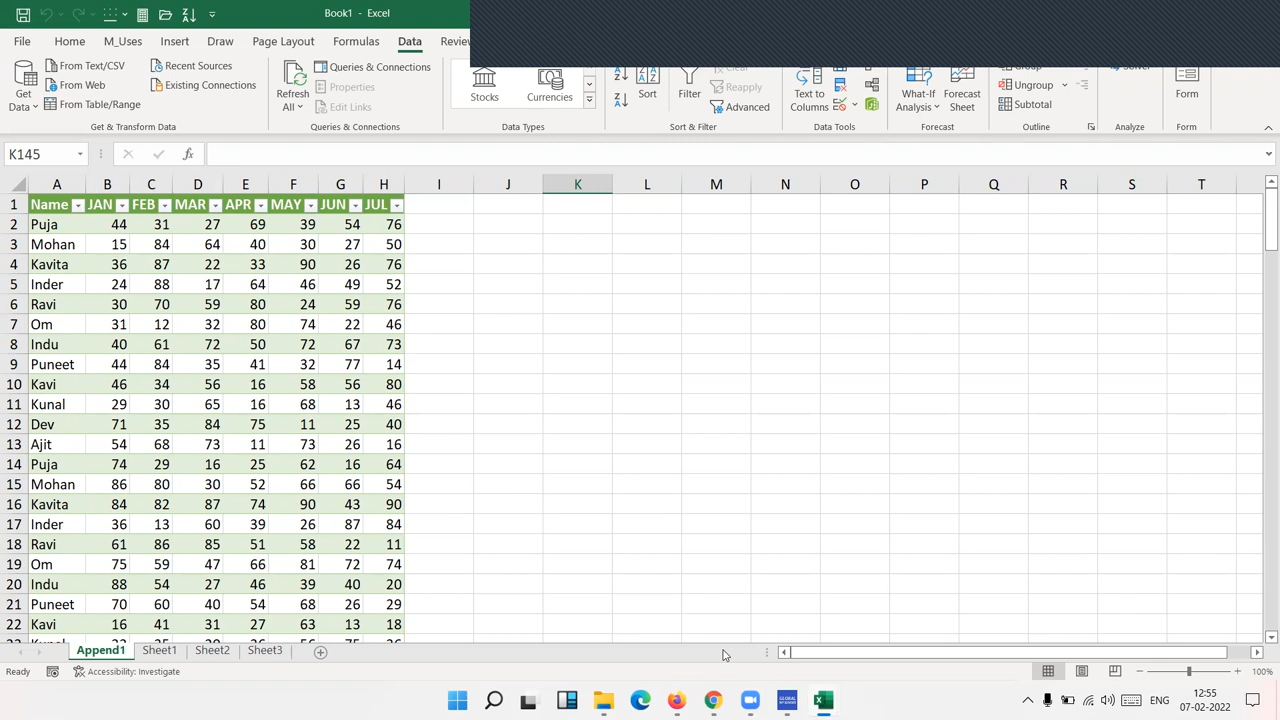 Book1 - Excel
File Home M_Uses Insert Draw Page Layout Formulas Data Review
Get Data
From Text/CSV
From Web
From Table/Range
Recent Sources
Existing Connections
Get & Transform Data
Refresh All
Queries & Connections
Properties
Edit Links
Queries & Connections
Stocks
Currencies
Data Types
Sort
Filter
Clear
Reapply
Advanced
Sort & Filter
Text to Columns
Data Tools
What-If Analysis
Forecast Sheet
Forecast
Group
Ungroup
Subtotal
Outline
Solver
Analyze
Form
Form
K145 fx
A B C D E F G H I J K L M N O P Q R S T
1 Name JAN FEB MAR APR MAY JUN JUL
2 Puja 44 31 27 69 39 54 76
3 Mohan 15 84 64 40 30 27 50
4 Kavita 36 87 22 33 90 26 76
5 Inder 24 88 17 64 46 49 52
6 Ravi 30 70 59 80 24 59 76
7 Om 31 12 32 80 74 22 46
8 Indu 40 61 72 50 72 67 73
9 Puneet 44 84 35 41 32 77 14
10 Kavi 46 34 56 16 58 56 80
11 Kunal 29 30 65 16 68 13 46
12 Dev 71 35 84 75 11 25 40
13 Ajit 54 68 73 11 73 26 16
14 Puja 74 29 16 25 62 16 64
15 Mohan 86 80 30 52 66 66 54
16 Kavita 84 82 87 74 90 43 90
17 Inder 36 13 60 39 26 87 84
18 Ravi 61 86 85 51 58 22 11
19 Om 75 59 47 66 81 72 74
20 Indu 88 54 27 46 39 40 20
21 Puneet 70 60 40 54 68 26 29
22 Kavi 16 41 31 27 63 13 18
Append1 Sheet1 Sheet2 Sheet3
Ready Accessibility: Investigate 100%
ENG
12:55
07-02-2022